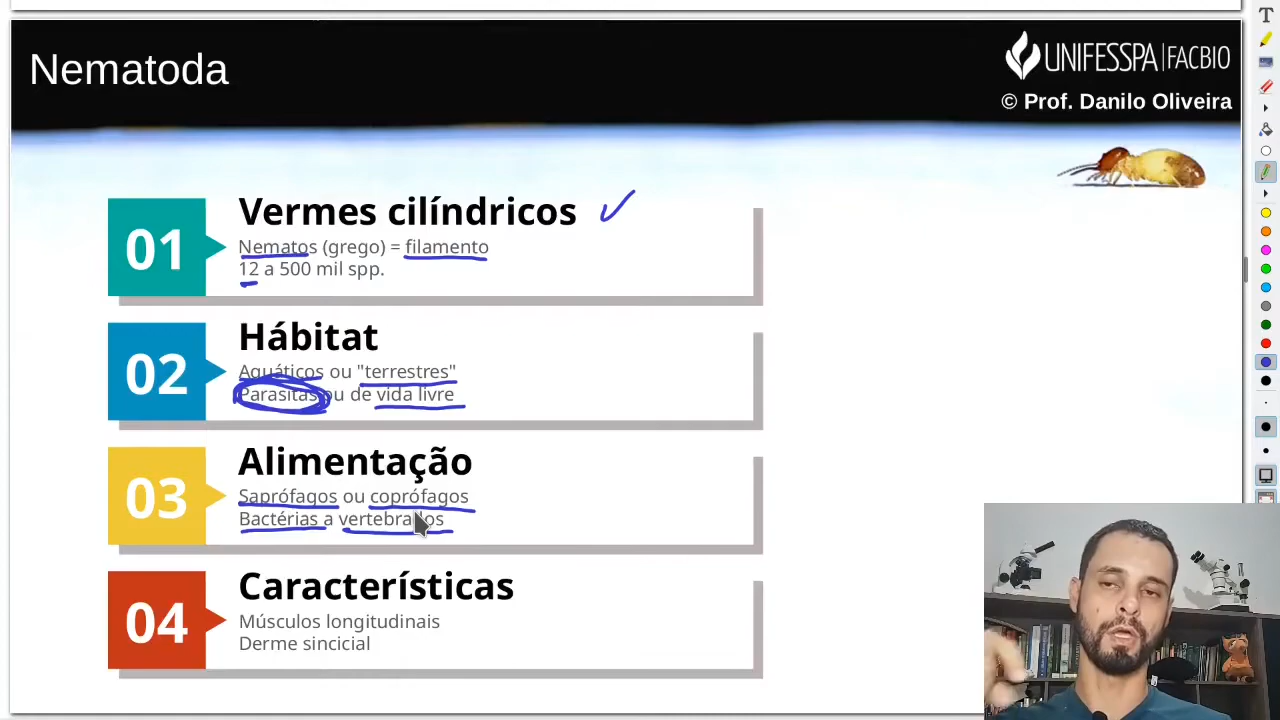 Nematoda
UNIFESSPA|FACBIO
© Prof. Danilo Oliveira
01
Vermes cilíndricos
Nematos (grego) = filamento
12 a 500 mil spp.
02
Hábitat
Aquáticos ou "terrestres"
Parasitas ou de vida livre
03
Alimentação
Saprófagos ou coprófagos
Bactérias a vertebrados
04
Características
Músculos longitudinais
Derme sincicial
T